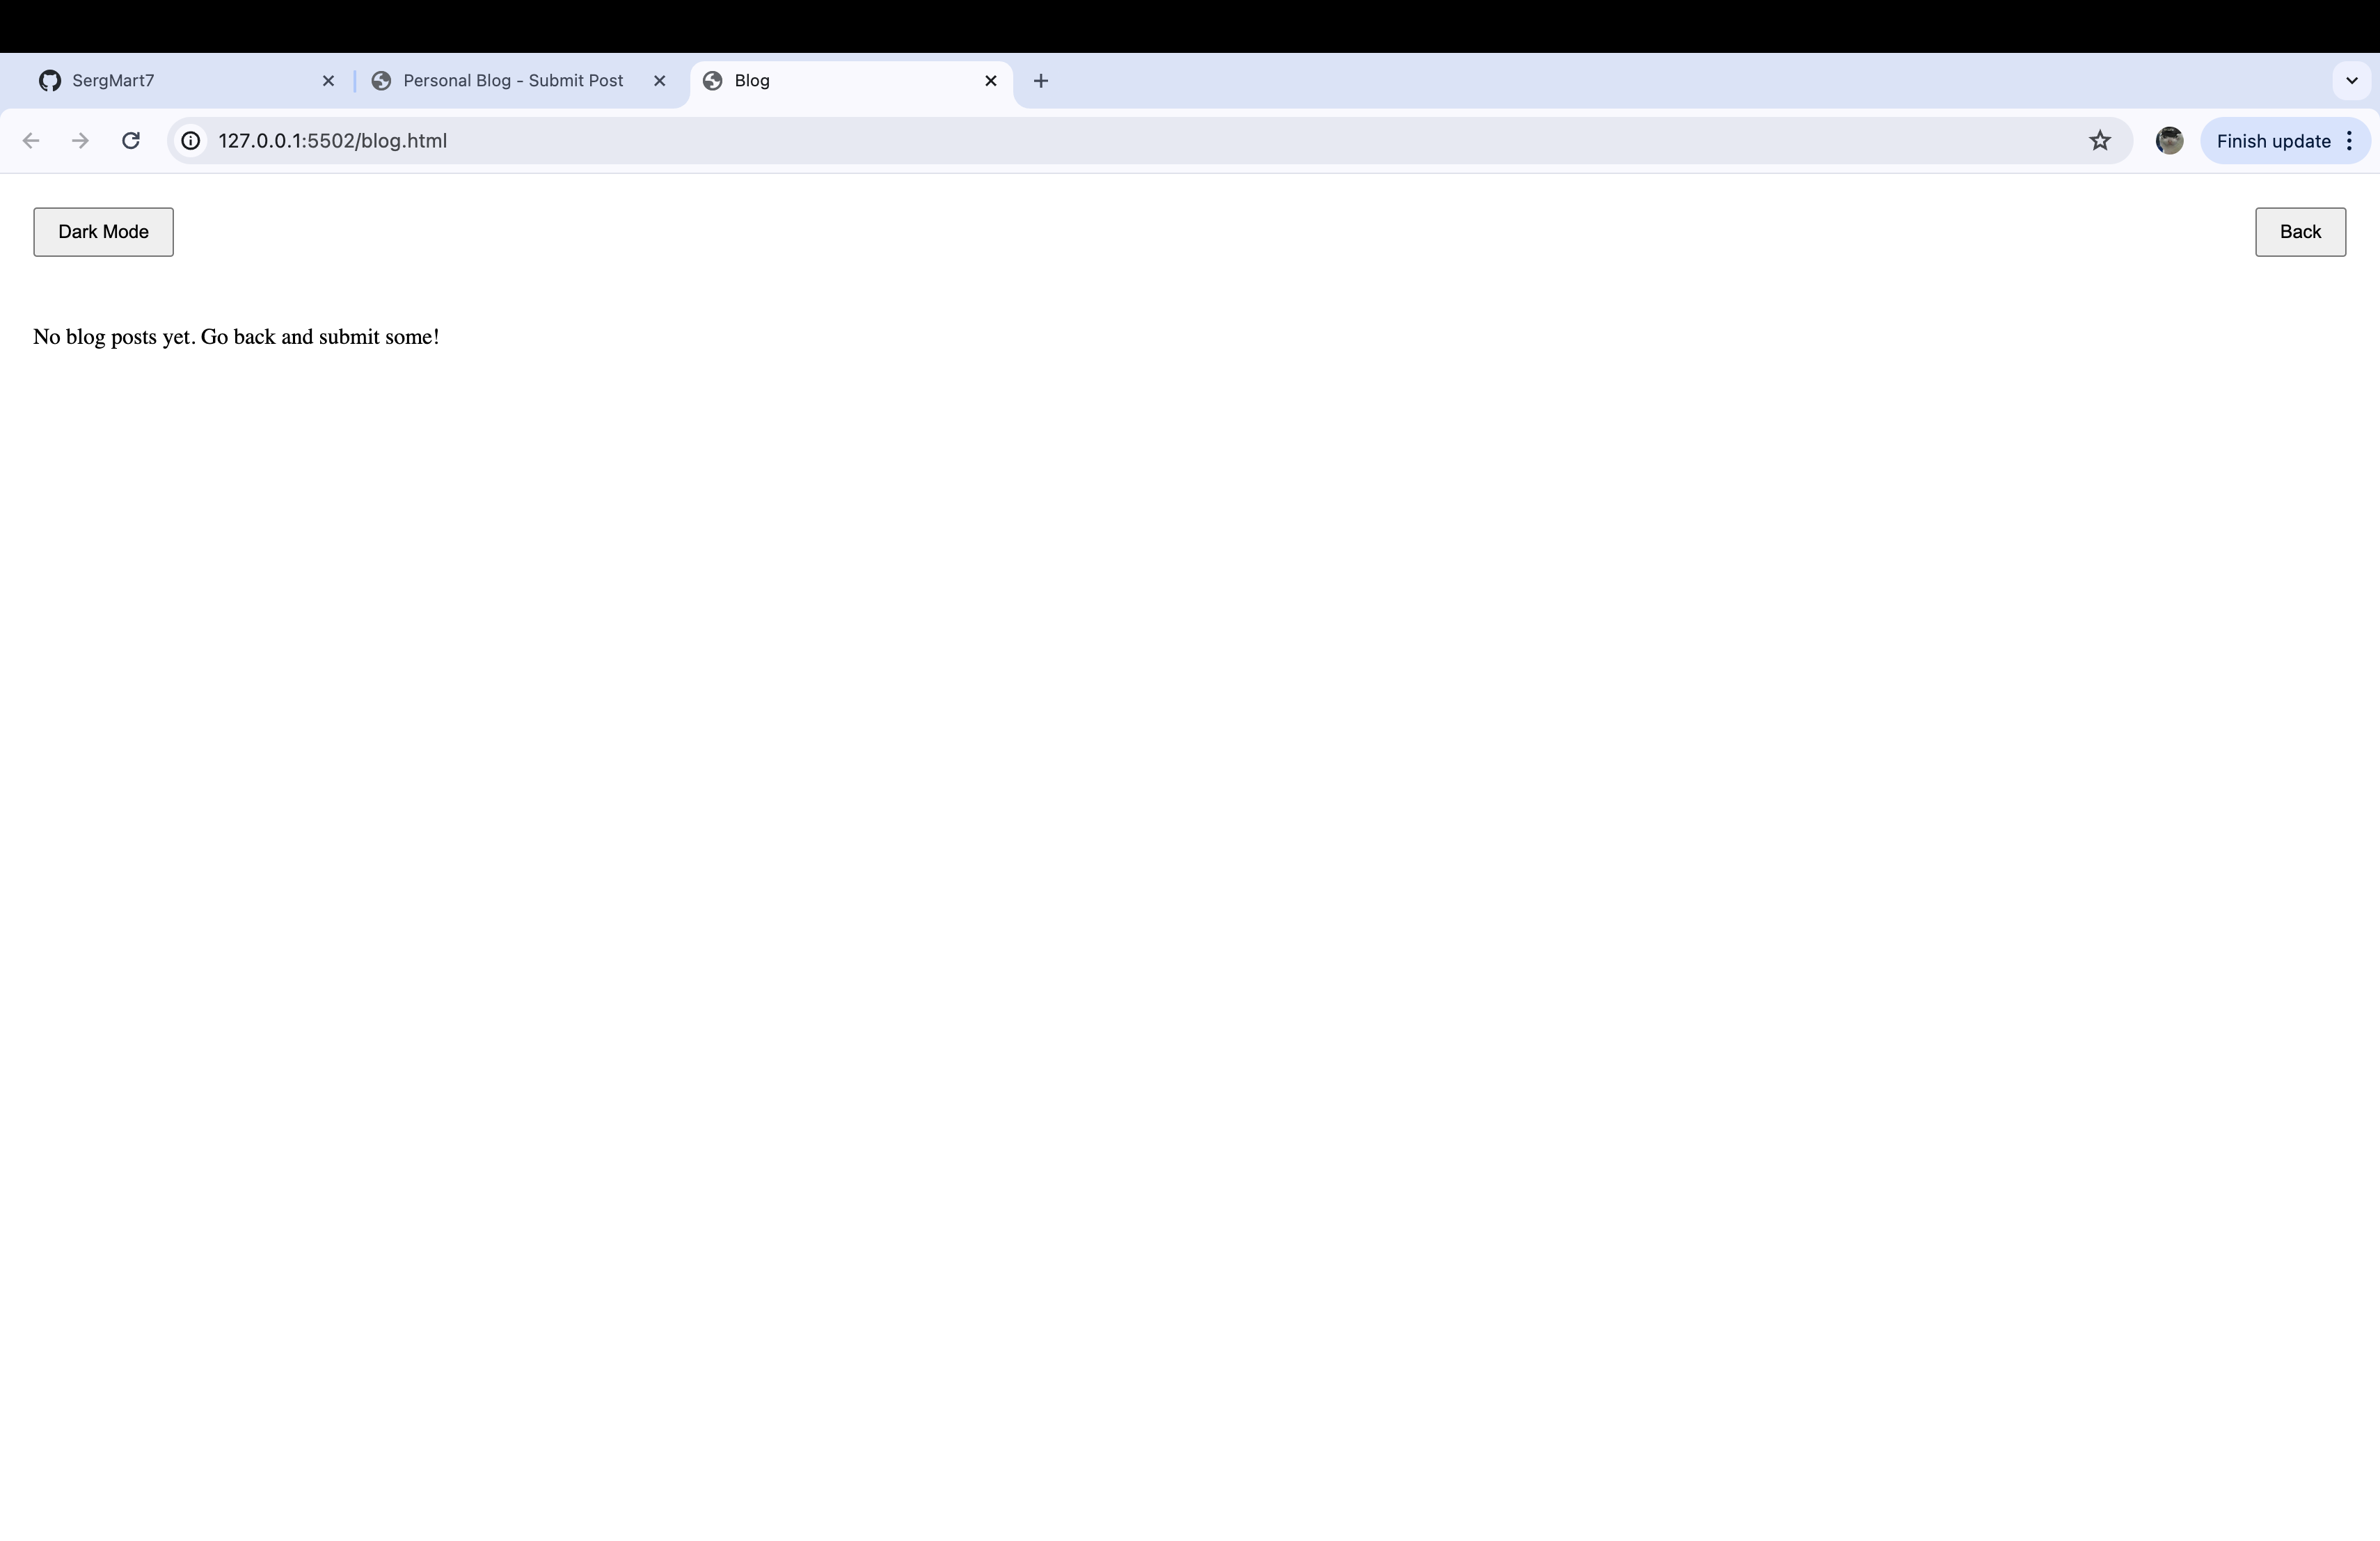 SergMart7
Personal Blog - Submit Post
Blog
127.0.0.1:5502/blog.html
Finish update
Dark Mode
Back
No blog posts yet. Go back and submit some!